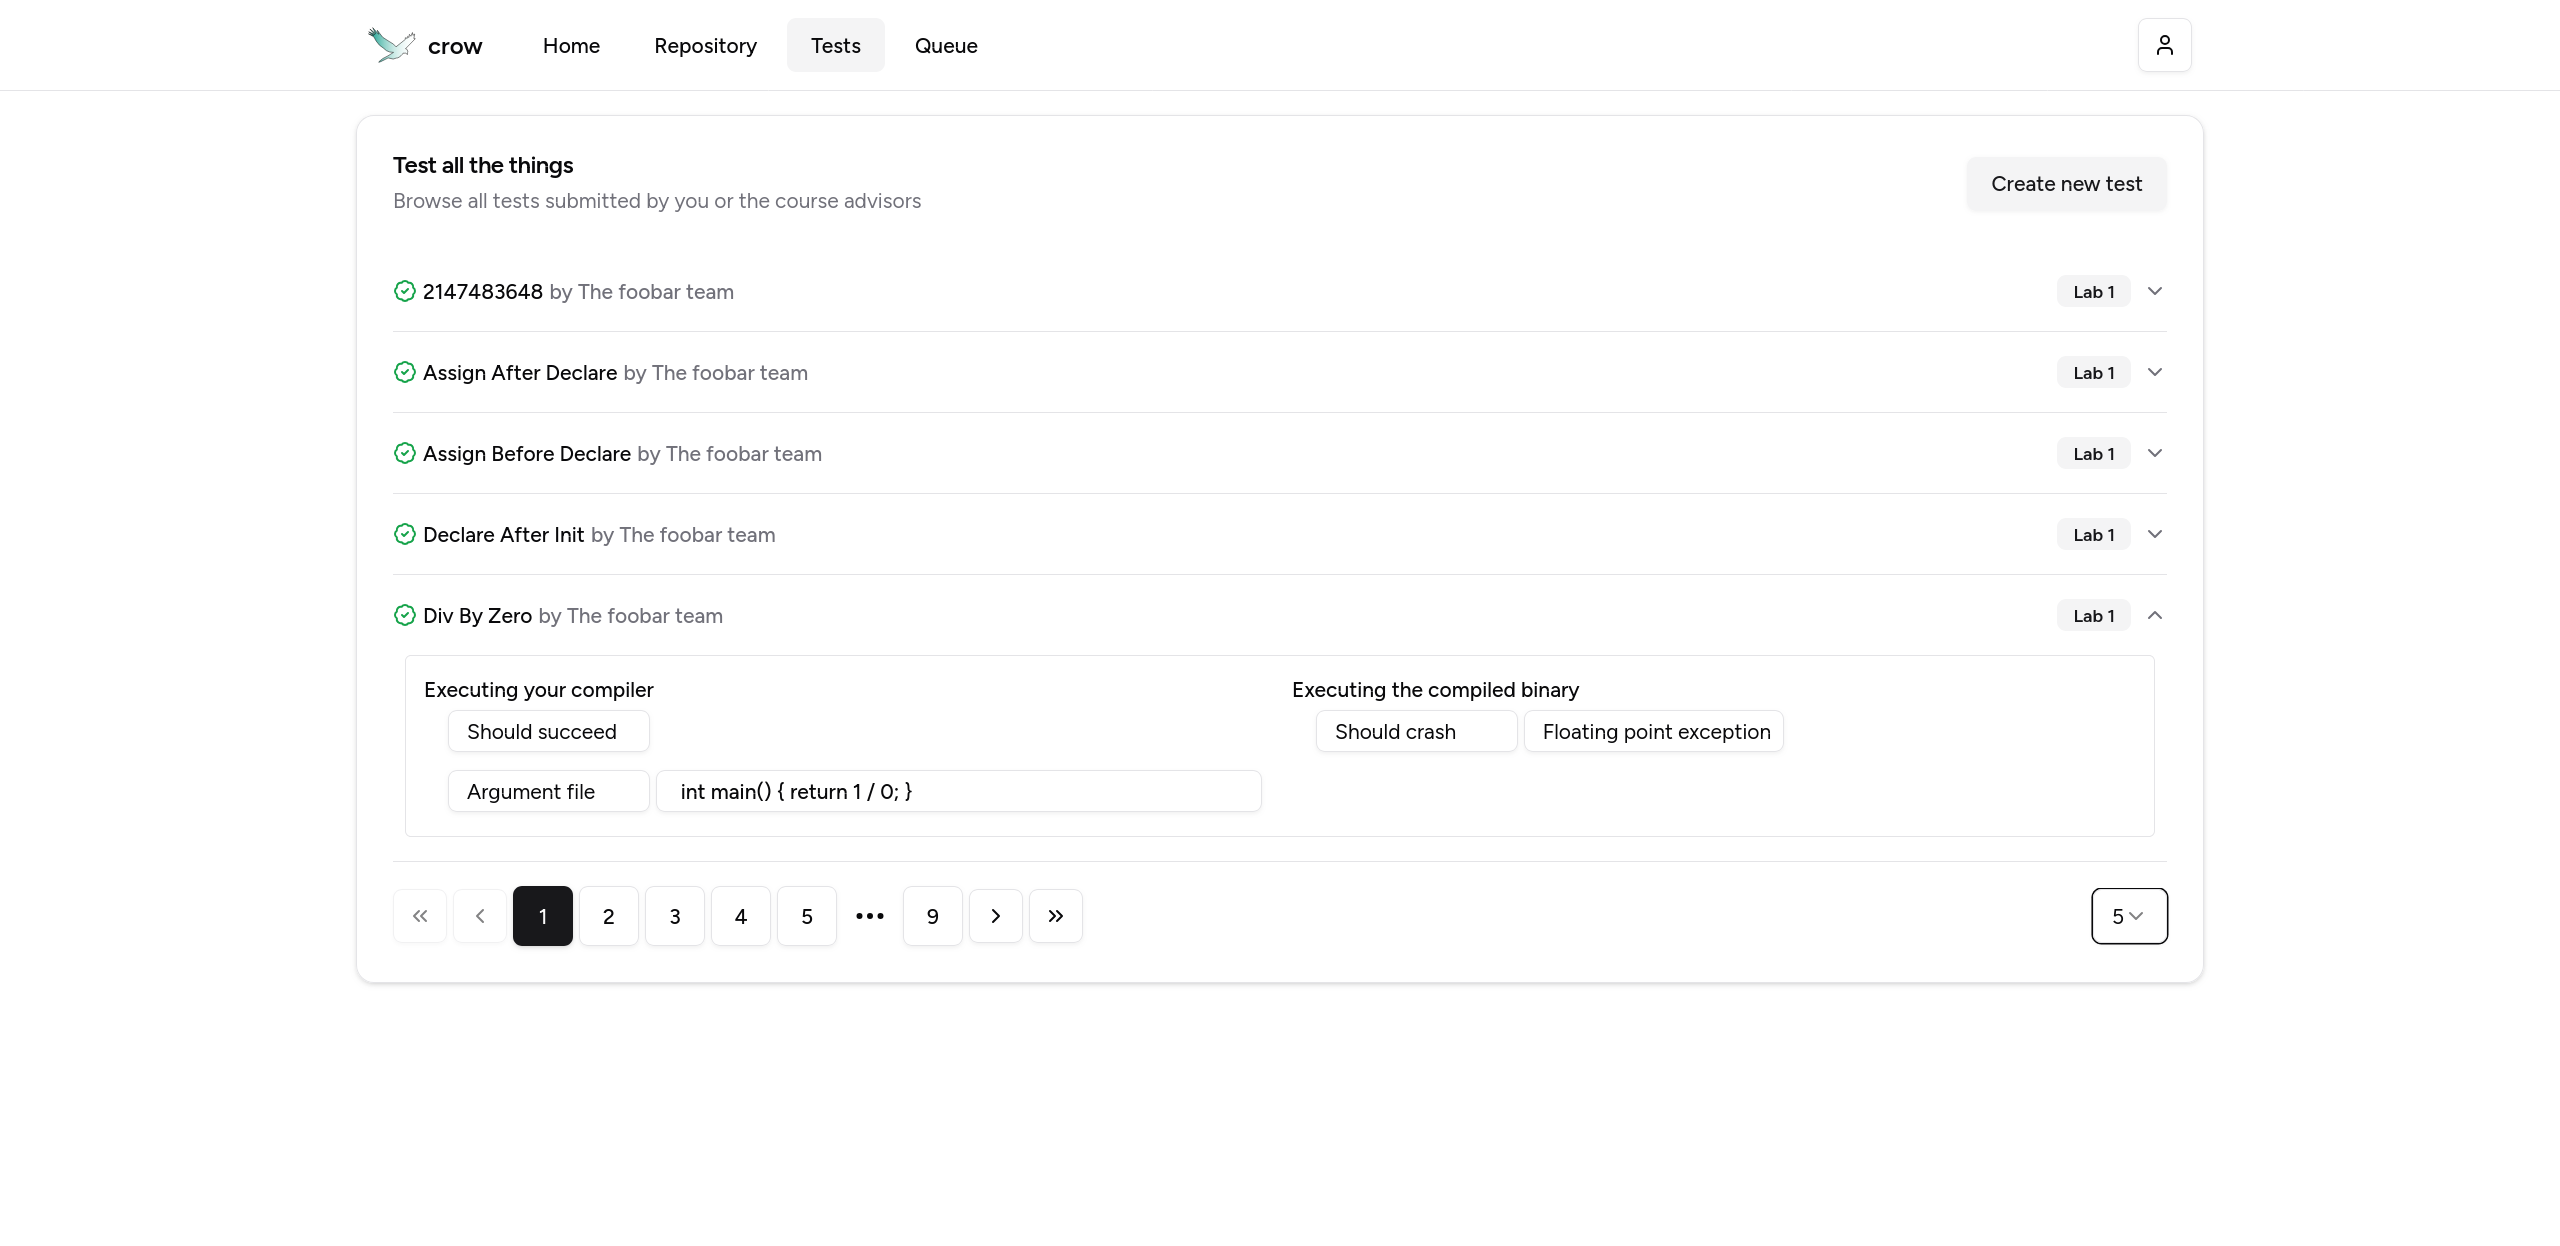 crow Home Repository Tests Queue
Test all the things
Browse all tests submitted by you or the course advisors
Create new test
2147483648 by The foobar team Lab 1
Assign After Declare by The foobar team Lab 1
Assign Before Declare by The foobar team Lab 1
Declare After Init by The foobar team Lab 1
Div By Zero by The foobar team Lab 1
Executing your compiler
Should succeed
Argument file int main() { return 1 / 0; }
Executing the compiled binary
Should crash Floating point exception
1 2 3 4 5 ••• 9 5